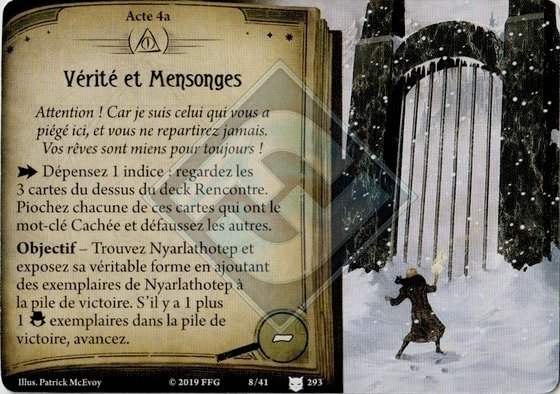 Acte 4a
Vérité et Mensonges
Attention ! Car je suis celui qui vous a
piégé ici, et vous ne repartirez jamais.
Vos rêves sont miens pour toujours !
Dépensez 1 indice : regardez les
3 cartes du dessus du deck Rencontre.
Piochez chacune de ces cartes qui ont le
mot-clé Cachée et défaussez les autres.
Objectif – Trouvez Nyarlathotep et
exposez sa véritable forme en ajoutant
des exemplaires de Nyarlathotep à
la pile de victoire. S'il y a 1 plus
1 exemplaires dans la pile de
victoire, avancez.
–
Illus. Patrick McEvoy © 2019 FFG 8/41 293